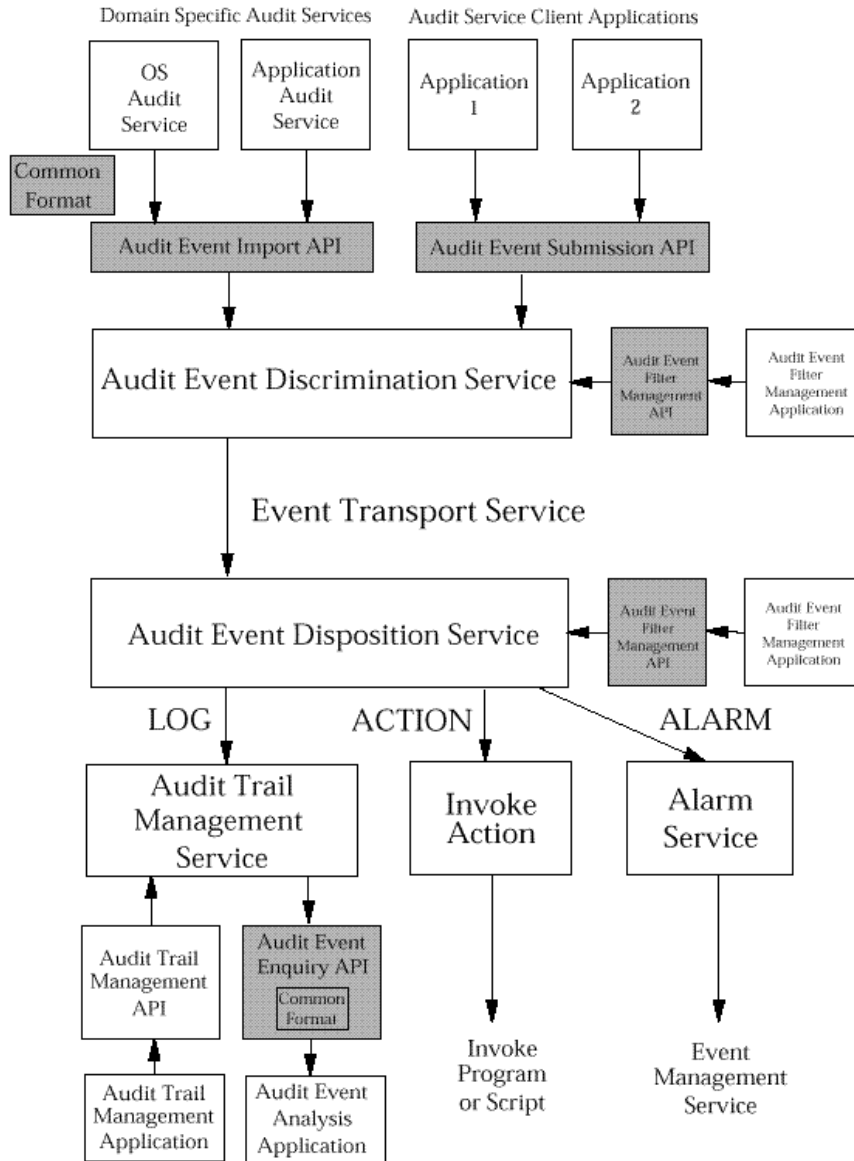 Domain Specific Audit Services
Audit Service Client Applications
OS
Audit
Service
Application
Audit
Service
Application
1
Application
2
Common
Format
Audit Event Import API
Audit Event Submission API
Audit Event Discrimination Service
Audit Event
Filter
Management
API
Audit Event
Filter
Management
Application
Event Transport Service
Audit Event Disposition Service
Audit Event
Filter
Management
API
Audit Event
Filter
Management
Application
LOG
ACTION
ALARM
Audit Trail
Management
Service
Invoke
Action
Alarm
Service
Audit Trail
Management
API
Audit Event
Enquiry API
Common
Format
Invoke
Program
or Script
Event
Management
Service
Audit Trail
Management
Application
Audit Event
Analysis
Application